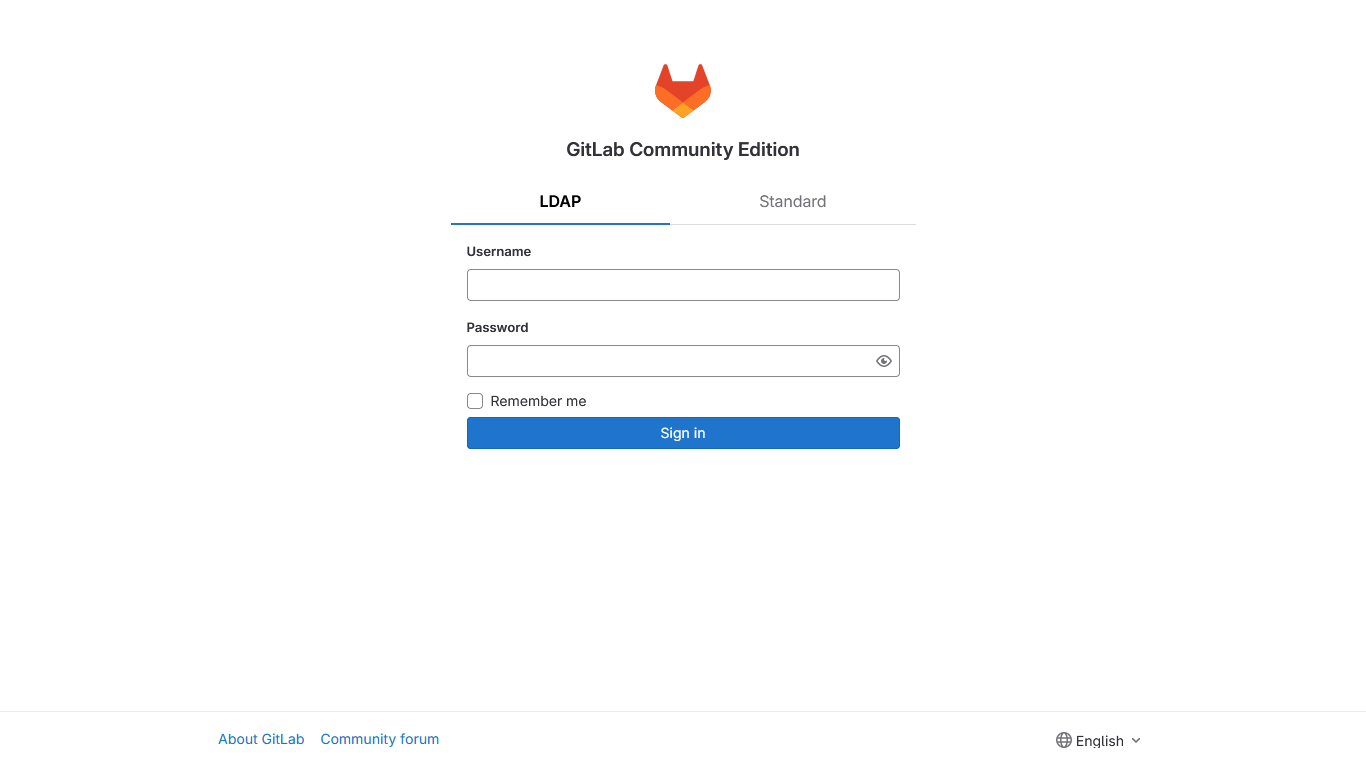 GitLab Community Edition
LDAP Standard
Username
Password
Remember me
Sign in
About GitLab Community forum English